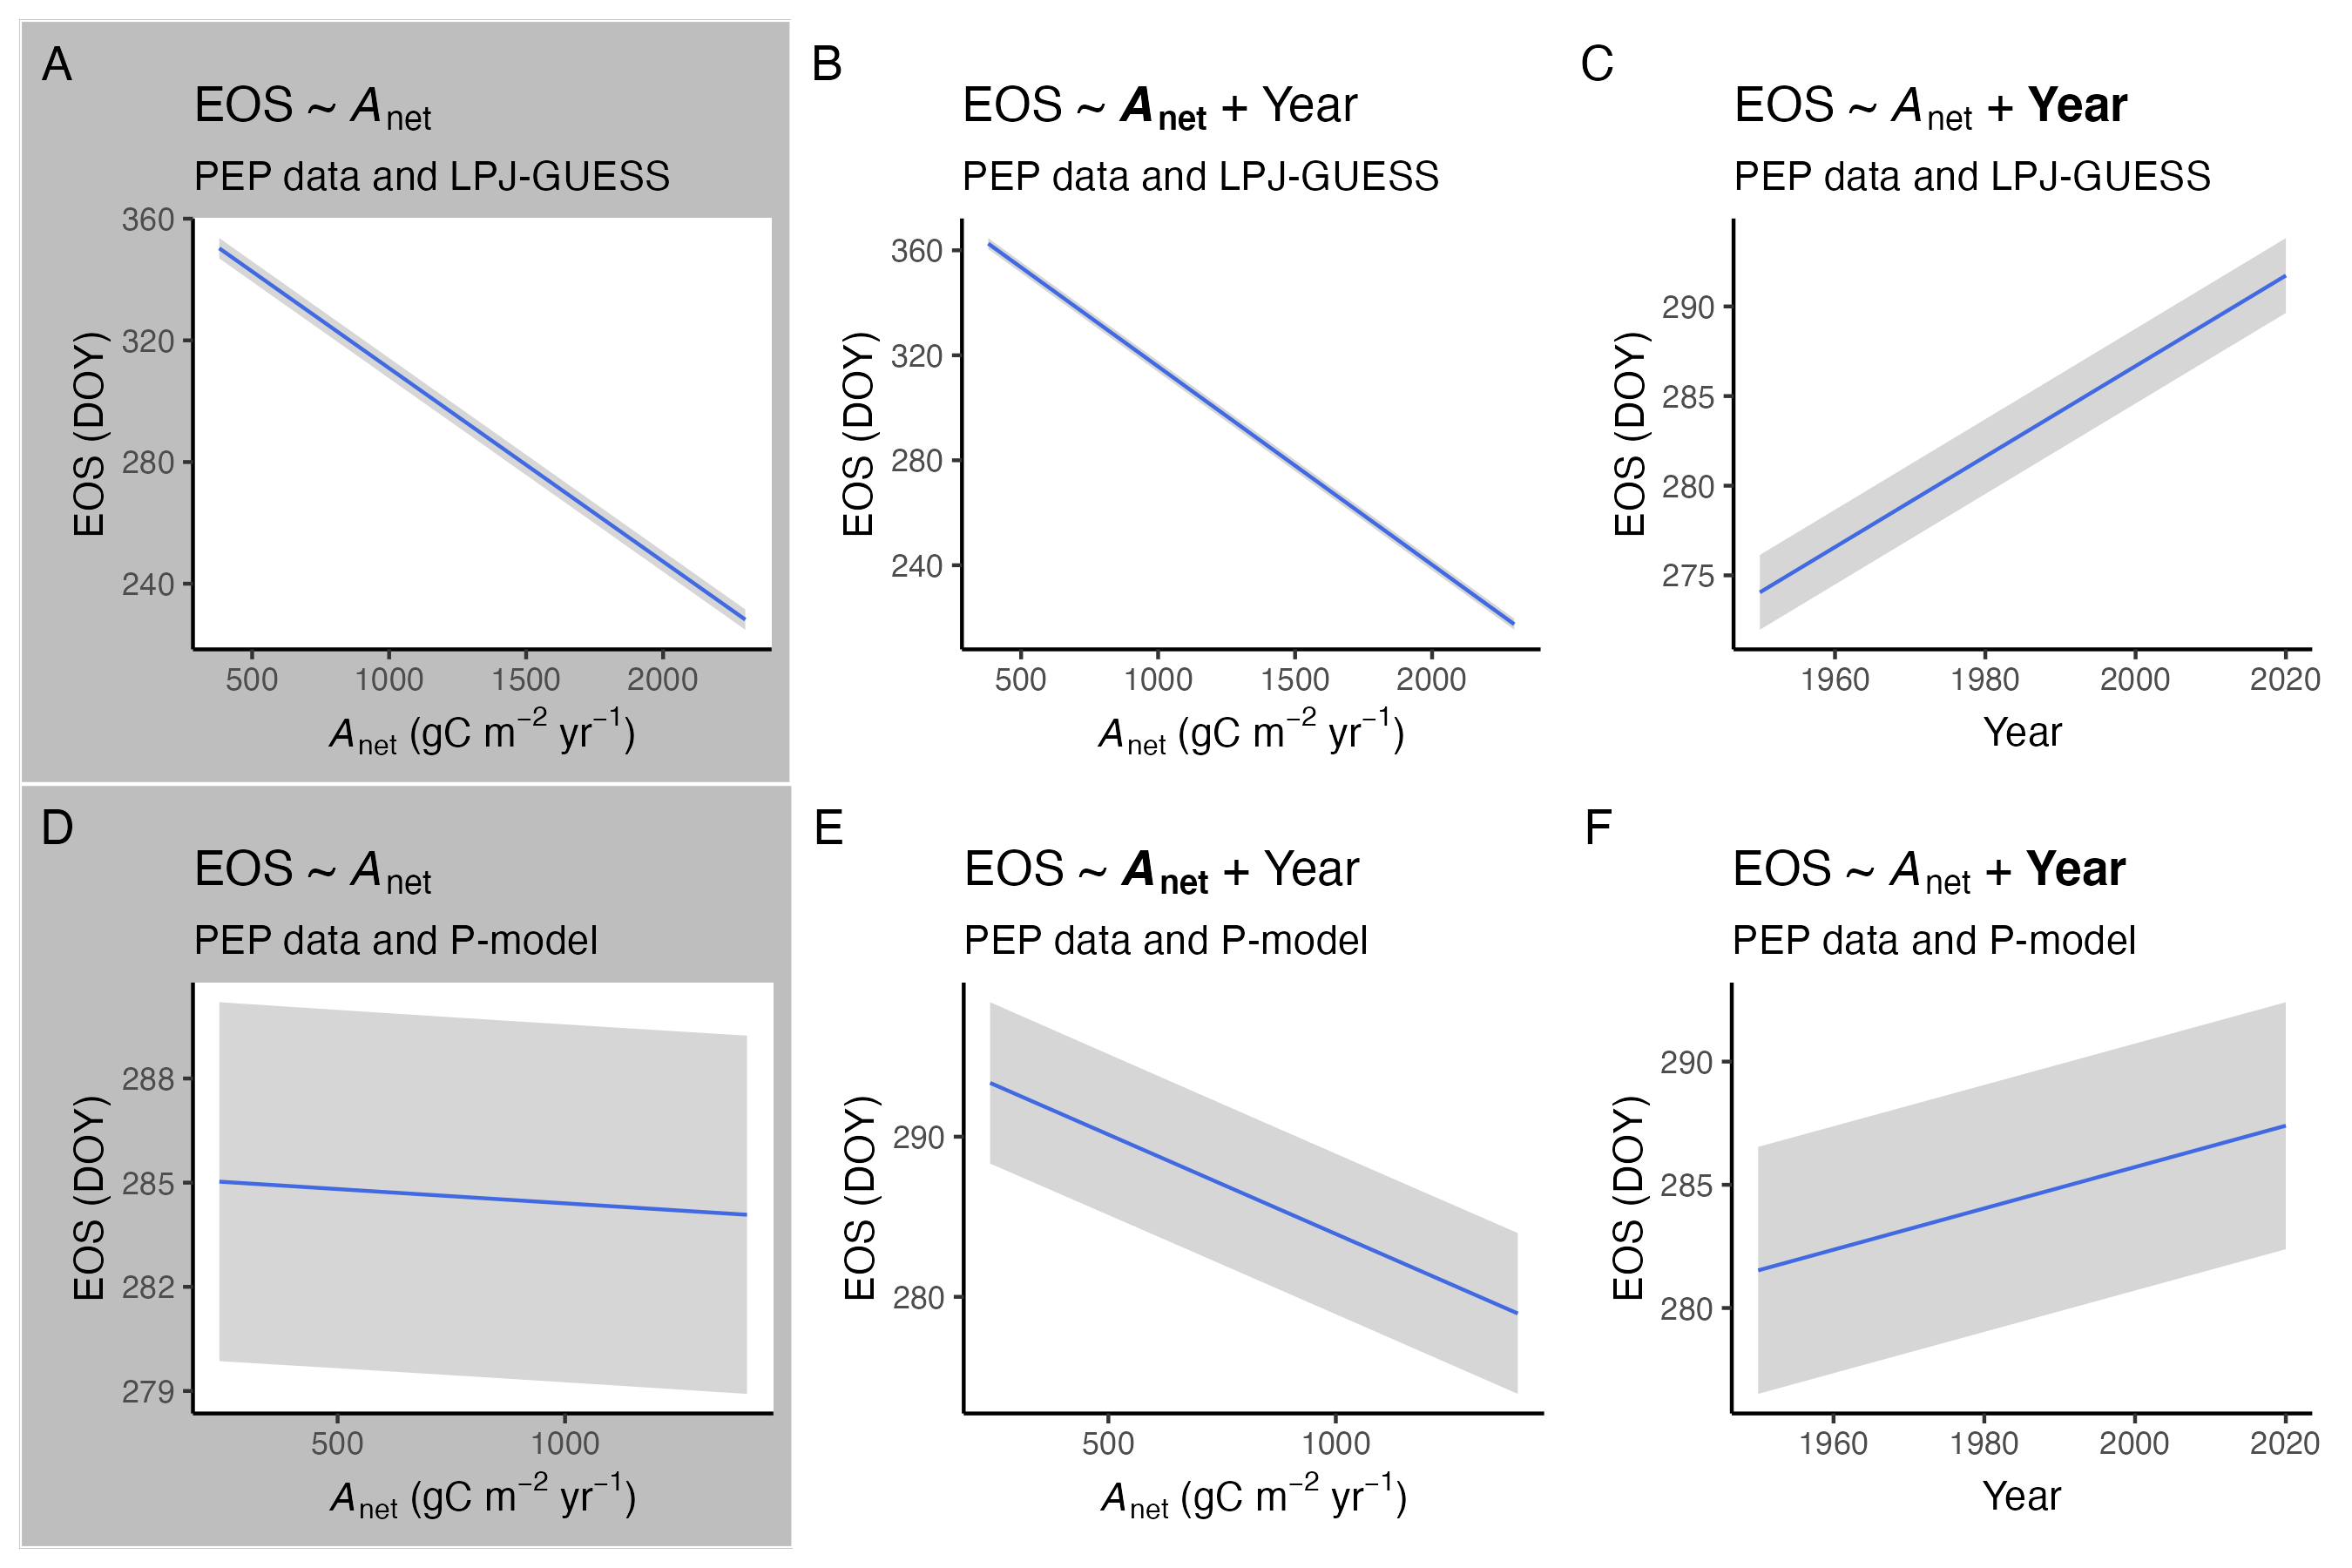 A
EOS ~ Anet
PEP data and LPJ-GUESS
360
320
280
240
EOS (DOY)
500 1000 1500 2000
Anet (gC m−2 yr−1)
B
EOS ~ Anet + Year
PEP data and LPJ-GUESS
360
320
280
240
EOS (DOY)
500 1000 1500 2000
Anet (gC m−2 yr−1)
C
EOS ~ Anet + Year
PEP data and LPJ-GUESS
290
285
280
275
EOS (DOY)
1960 1980 2000 2020
Year
D
EOS ~ Anet
PEP data and P-model
288
285
282
279
EOS (DOY)
500 1000
Anet (gC m−2 yr−1)
E
EOS ~ Anet + Year
PEP data and P-model
290
280
EOS (DOY)
500 1000
Anet (gC m−2 yr−1)
F
EOS ~ Anet + Year
PEP data and P-model
290
285
280
EOS (DOY)
1960 1980 2000 2020
Year